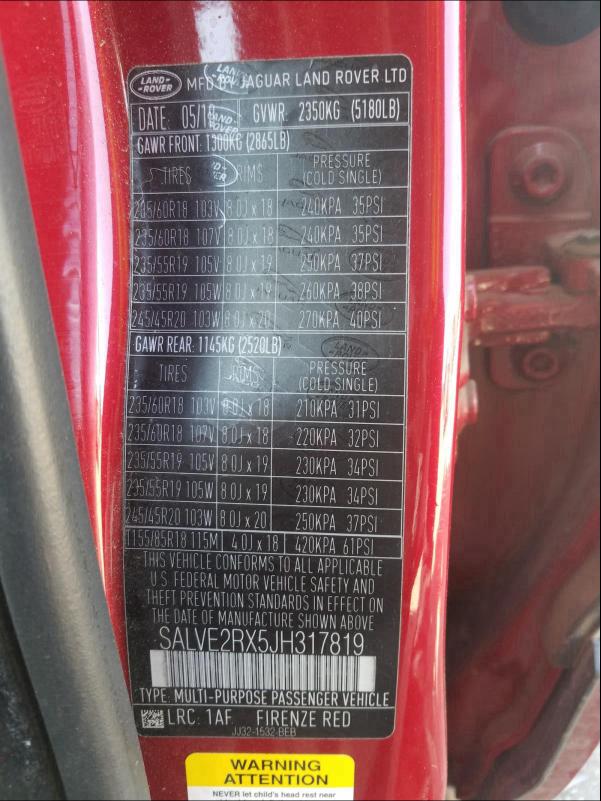 LAND ROVER MFD BY JAGUAR LAND ROVER LTD
DATE: 05/18 GVWR: 2350KG (5180LB)
GAWR FRONT: 1300KG (2865LB)
TIRES RIMS PRESSURE (COLD SINGLE)
235/60R18 103V 8.0J x 18 240KPA 35PSI
235/60R18 107V 8.0J x 18 240KPA 35PSI
235/55R19 105V 8.0J x 19 250KPA 37PSI
235/55R19 105W 8.0J x 19 260KPA 38PSI
245/45R20 103W 8.0J x 20 270KPA 40PSI
GAWR REAR: 1145KG (2520LB)
TIRES RIMS PRESSURE (COLD SINGLE)
235/60R18 103V 8.0J x 18 210KPA 31PSI
235/60R18 107V 8.0J x 18 220KPA 32PSI
235/55R19 105V 8.0J x 19 230KPA 34PSI
235/55R19 105W 8.0J x 19 230KPA 34PSI
245/45R20 103W 8.0J x 20 250KPA 37PSI
T155/85R18 115M 4.0J x 18 420KPA 61PSI
THIS VEHICLE CONFORMS TO ALL APPLICABLE
U.S. FEDERAL MOTOR VEHICLE SAFETY AND
THEFT PREVENTION STANDARDS IN EFFECT ON
THE DATE OF MANUFACTURE SHOWN ABOVE
SALVE2RX5JH317819
TYPE: MULTI-PURPOSE PASSENGER VEHICLE
LRC: 1AF FIRENZE RED
JJ32-1532-BEB
WARNING
ATTENTION
NEVER let child's head rest near